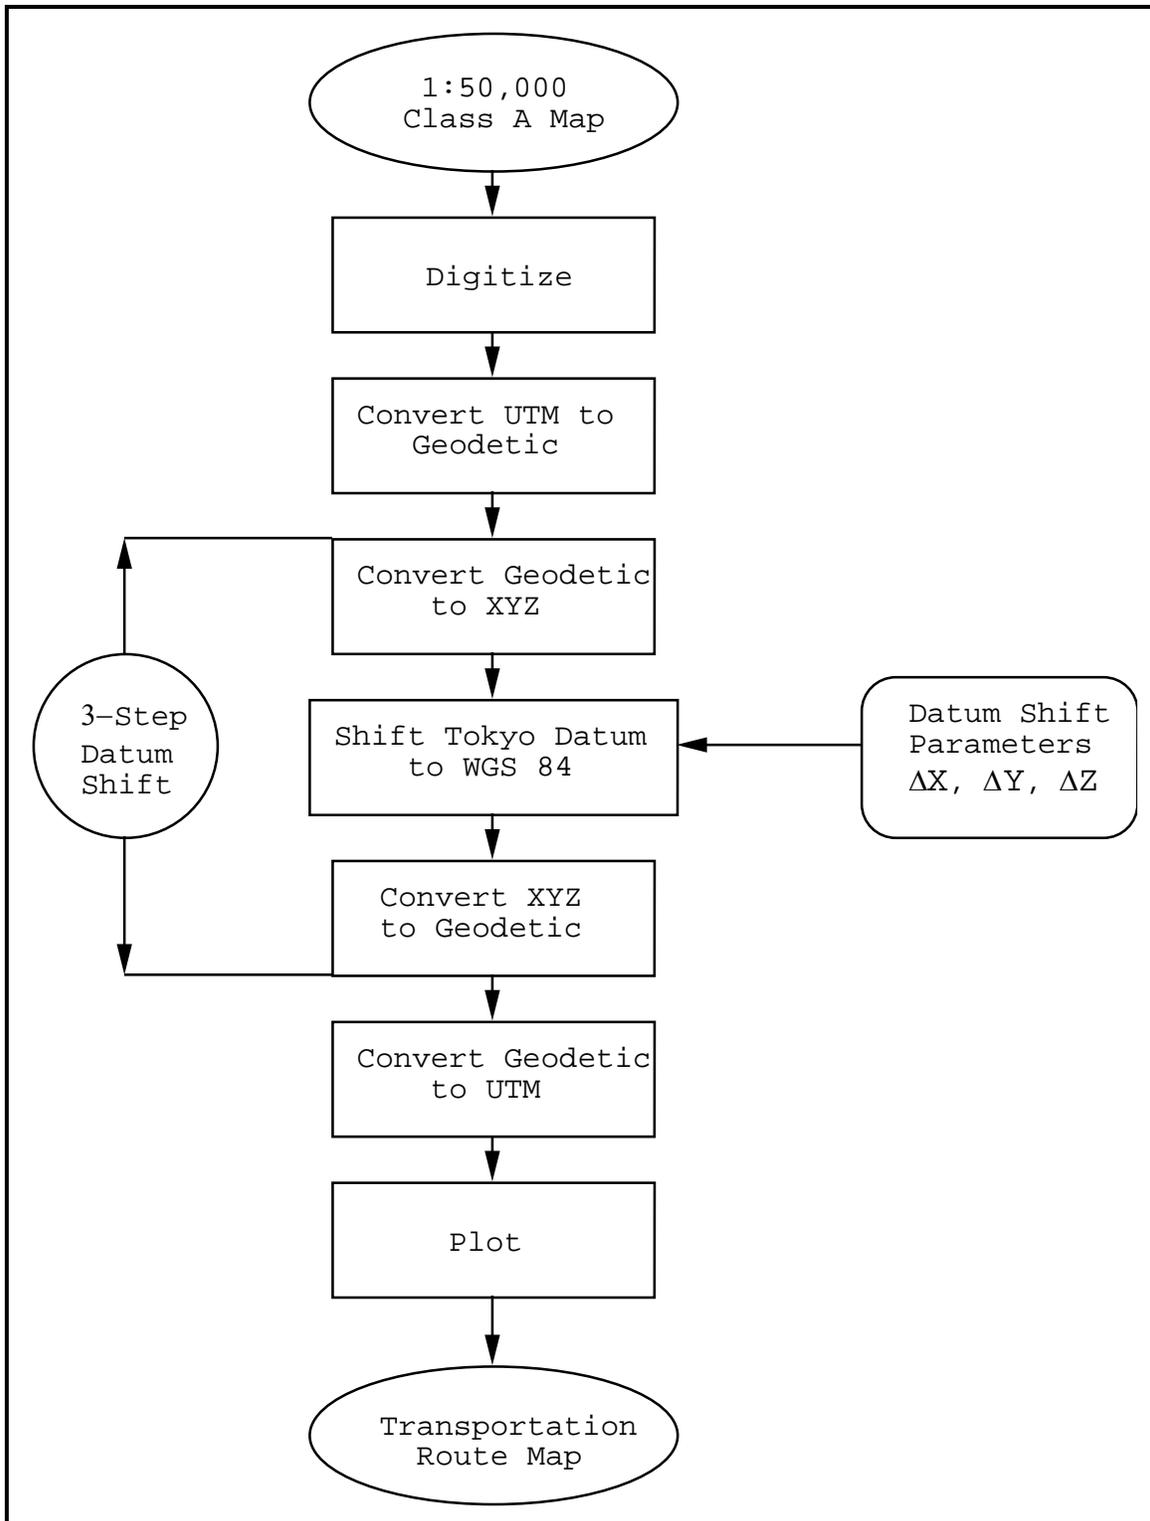 1:50,000
Class A Map
Digitize
Convert UTM to
Geodetic
Convert Geodetic
to XYZ
3–Step
Datum
Shift
Shift Tokyo Datum
to WGS 84
Datum Shift
Parameters
ΔX, ΔY, ΔZ
Convert XYZ
to Geodetic
Convert Geodetic
to UTM
Plot
Transportation
Route Map